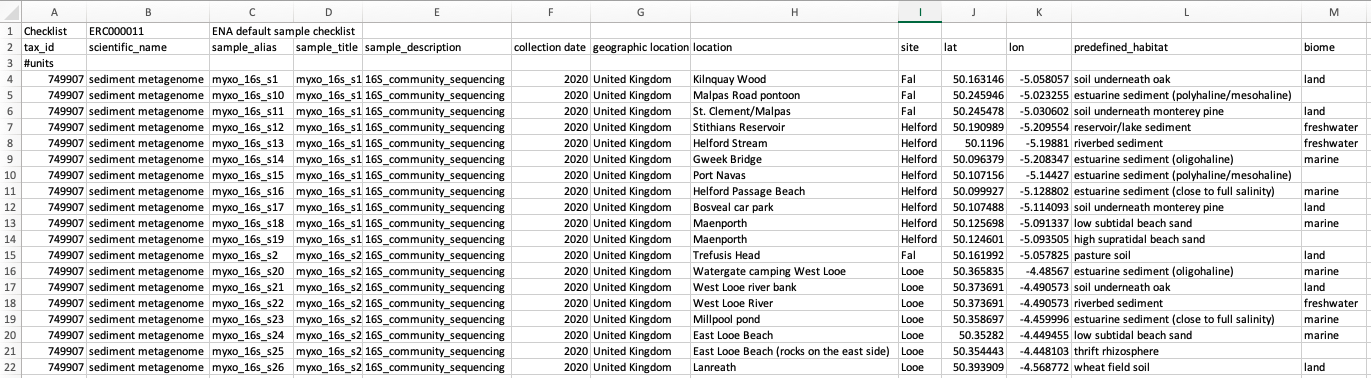 A B C D E F G H I J K L M
1 Checklist ERC000011 ENA default sample checklist
2 tax_id scientific_name sample_alias sample_title sample_description collection date geographic location location site lat lon predefined_habitat biome
3 #units
4 749907 sediment metagenome myxo_16s_s1 myxo_16s_s1 16S_community_sequencing 2020 United Kingdom Kilnquay Wood Fal 50.163146 -5.058057 soil underneath oak land
5 749907 sediment metagenome myxo_16s_s10 myxo_16s_s1 16S_community_sequencing 2020 United Kingdom Malpas Road pontoon Fal 50.245946 -5.023255 estuarine sediment (polyhaline/mesohaline)
6 749907 sediment metagenome myxo_16s_s11 myxo_16s_s1 16S_community_sequencing 2020 United Kingdom St. Clement/Malpas Fal 50.245478 -5.030602 soil underneath monterey pine land
7 749907 sediment metagenome myxo_16s_s12 myxo_16s_s1 16S_community_sequencing 2020 United Kingdom Stithians Reservoir Helford 50.190989 -5.209554 reservoir/lake sediment freshwater
8 749907 sediment metagenome myxo_16s_s13 myxo_16s_s1 16S_community_sequencing 2020 United Kingdom Helford Stream Helford 50.1196 -5.19881 riverbed sediment freshwater
9 749907 sediment metagenome myxo_16s_s14 myxo_16s_s1 16S_community_sequencing 2020 United Kingdom Gweek Bridge Helford 50.096379 -5.208347 estuarine sediment (oligohaline) marine
10 749907 sediment metagenome myxo_16s_s15 myxo_16s_s1 16S_community_sequencing 2020 United Kingdom Port Navas Helford 50.107156 -5.14427 estuarine sediment (polyhaline/mesohaline)
11 749907 sediment metagenome myxo_16s_s16 myxo_16s_s1 16S_community_sequencing 2020 United Kingdom Helford Passage Beach Helford 50.099927 -5.128802 estuarine sediment (close to full salinity) marine
12 749907 sediment metagenome myxo_16s_s17 myxo_16s_s1 16S_community_sequencing 2020 United Kingdom Bosveal car park Helford 50.107488 -5.114093 soil underneath monterey pine land
13 749907 sediment metagenome myxo_16s_s18 myxo_16s_s1 16S_community_sequencing 2020 United Kingdom Maenporth Helford 50.125698 -5.091337 low subtidal beach sand marine
14 749907 sediment metagenome myxo_16s_s19 myxo_16s_s1 16S_community_sequencing 2020 United Kingdom Maenporth Helford 50.124601 -5.093505 high supratidal beach sand
15 749907 sediment metagenome myxo_16s_s2 myxo_16s_s2 16S_community_sequencing 2020 United Kingdom Trefusis Head Fal 50.161992 -5.057825 pasture soil land
16 749907 sediment metagenome myxo_16s_s20 myxo_16s_s2 16S_community_sequencing 2020 United Kingdom Watergate camping West Looe Looe 50.365835 -4.48567 estuarine sediment (oligohaline) marine
17 749907 sediment metagenome myxo_16s_s21 myxo_16s_s2 16S_community_sequencing 2020 United Kingdom West Looe river bank Looe 50.373691 -4.490573 soil underneath oak land
18 749907 sediment metagenome myxo_16s_s22 myxo_16s_s2 16S_community_sequencing 2020 United Kingdom West Looe River Looe 50.373691 -4.490573 riverbed sediment freshwater
19 749907 sediment metagenome myxo_16s_s23 myxo_16s_s2 16S_community_sequencing 2020 United Kingdom Millpool pond Looe 50.358697 -4.459996 estuarine sediment (close to full salinity) marine
20 749907 sediment metagenome myxo_16s_s24 myxo_16s_s2 16S_community_sequencing 2020 United Kingdom East Looe Beach Looe 50.35282 -4.449455 low subtidal beach sand marine
21 749907 sediment metagenome myxo_16s_s25 myxo_16s_s2 16S_community_sequencing 2020 United Kingdom East Looe Beach (rocks on the east side) Looe 50.354443 -4.448103 thrift rhizosphere
22 749907 sediment metagenome myxo_16s_s26 myxo_16s_s2 16S_community_sequencing 2020 United Kingdom Lanreath Looe 50.393909 -4.568772 wheat field soil land